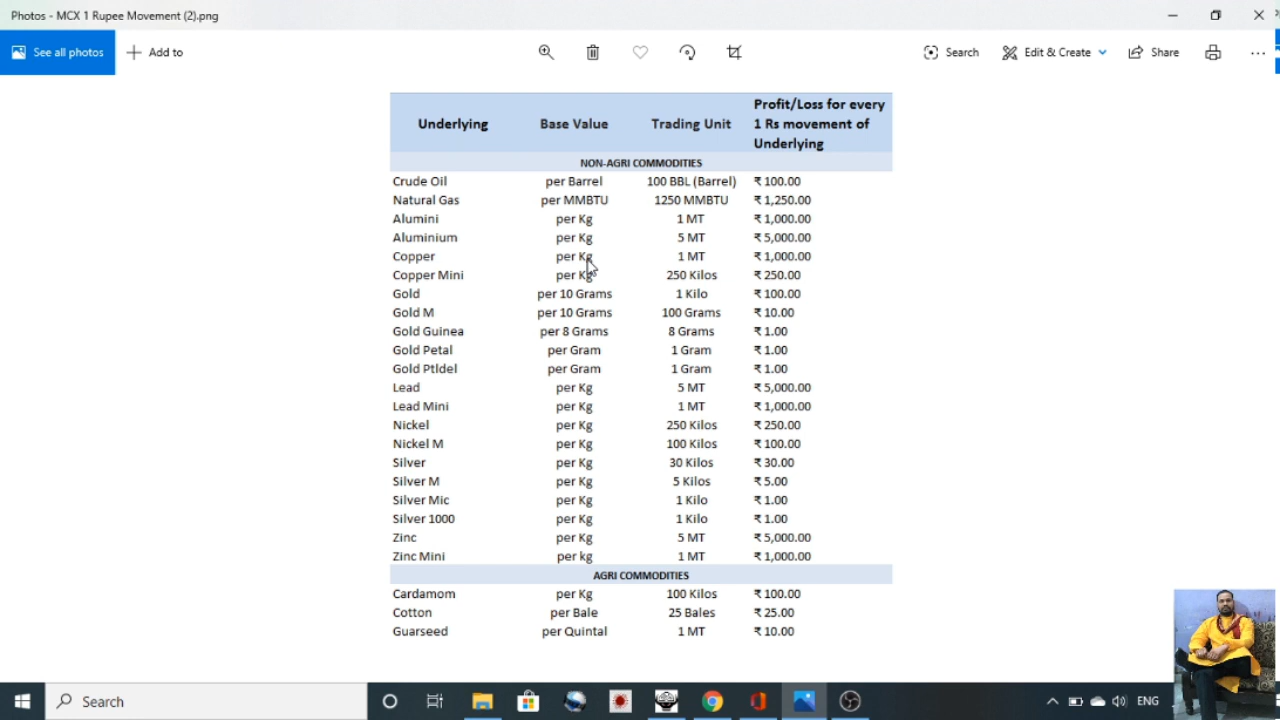 Photos - MCX 1 Rupee Movement (2).png
See all photos Add to Search Edit & Create Share
Underlying Base Value Trading Unit Profit/Loss for every 1 Rs movement of Underlying
NON-AGRI COMMODITIES
Crude Oil per Barrel 100 BBL (Barrel) ₹ 100.00
Natural Gas per MMBTU 1250 MMBTU ₹ 1,250.00
Alumini per Kg 1 MT ₹ 1,000.00
Aluminium per Kg 5 MT ₹ 5,000.00
Copper per Kg 1 MT ₹ 1,000.00
Copper Mini per Kg 250 Kilos ₹ 250.00
Gold per 10 Grams 1 Kilo ₹ 100.00
Gold M per 10 Grams 100 Grams ₹ 10.00
Gold Guinea per 8 Grams 8 Grams ₹ 1.00
Gold Petal per Gram 1 Gram ₹ 1.00
Gold Ptldel per Gram 1 Gram ₹ 1.00
Lead per Kg 5 MT ₹ 5,000.00
Lead Mini per Kg 1 MT ₹ 1,000.00
Nickel per Kg 250 Kilos ₹ 250.00
Nickel M per Kg 100 Kilos ₹ 100.00
Silver per Kg 30 Kilos ₹ 30.00
Silver M per Kg 5 Kilos ₹ 5.00
Silver Mic per Kg 1 Kilo ₹ 1.00
Silver 1000 per Kg 1 Kilo ₹ 1.00
Zinc per Kg 5 MT ₹ 5,000.00
Zinc Mini per kg 1 MT ₹ 1,000.00
AGRI COMMODITIES
Cardamom per Kg 100 Kilos ₹ 100.00
Cotton per Bale 25 Bales ₹ 25.00
Guarseed per Quintal 1 MT ₹ 10.00
Search ENG